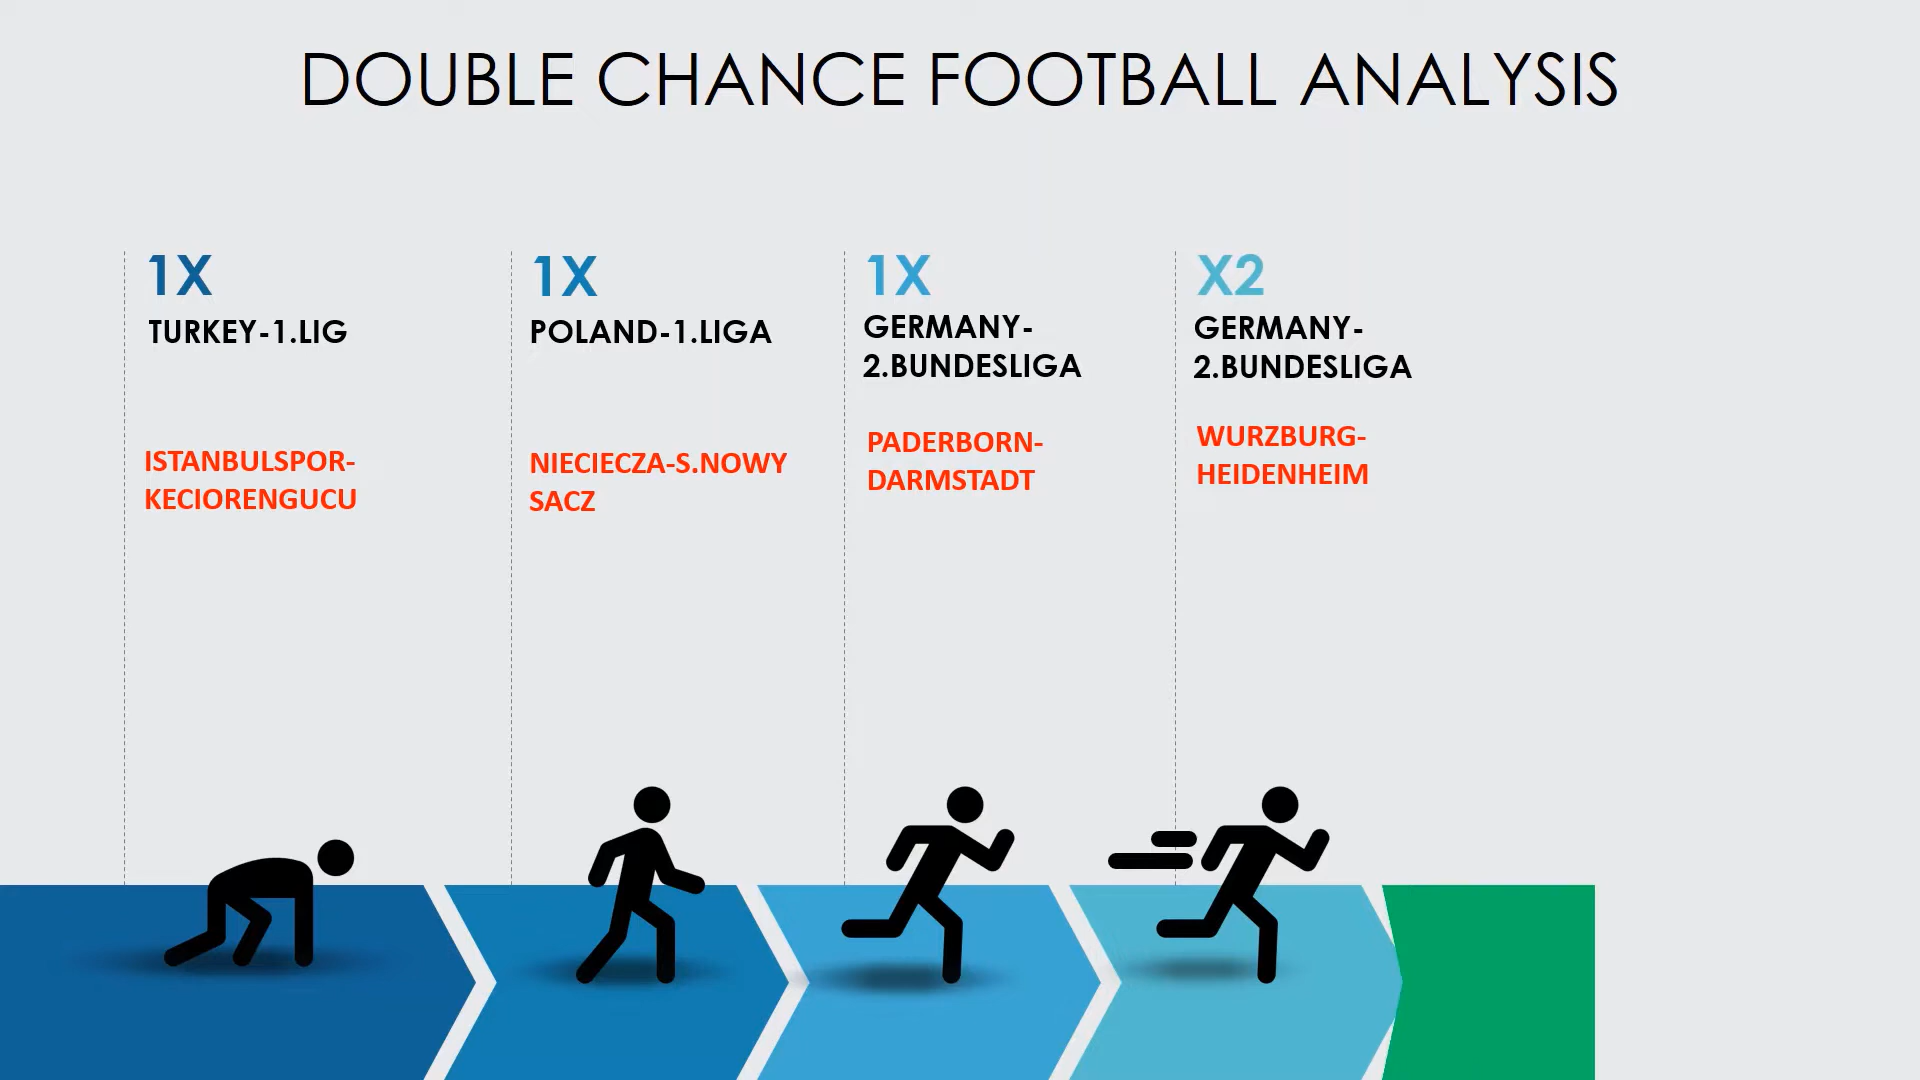 DOUBLE CHANCE FOOTBALL ANALYSIS
1X
TURKEY-1.LIG
ISTANBULSPOR-
KECIORENGUCU
1X
POLAND-1.LIGA
NIECIECZA-S.NOWY
SACZ
1X
GERMANY-
2.BUNDESLIGA
PADERBORN-
DARMSTADT
X2
GERMANY-
2.BUNDESLIGA
WURZBURG-
HEIDENHEIM